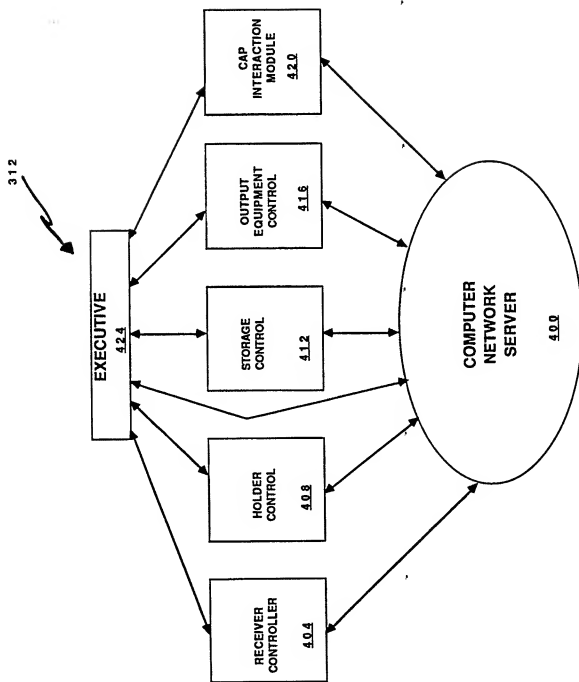 312
EXECUTIVE
424
RECEIVER
CONTROLLER
404
HOLDER
CONTROL
408
STORAGE
CONTROL
412
OUTPUT
EQUIPMENT
CONTROL
416
CAP
INTERACTION
MODULE
420
COMPUTER
NETWORK
SERVER
400